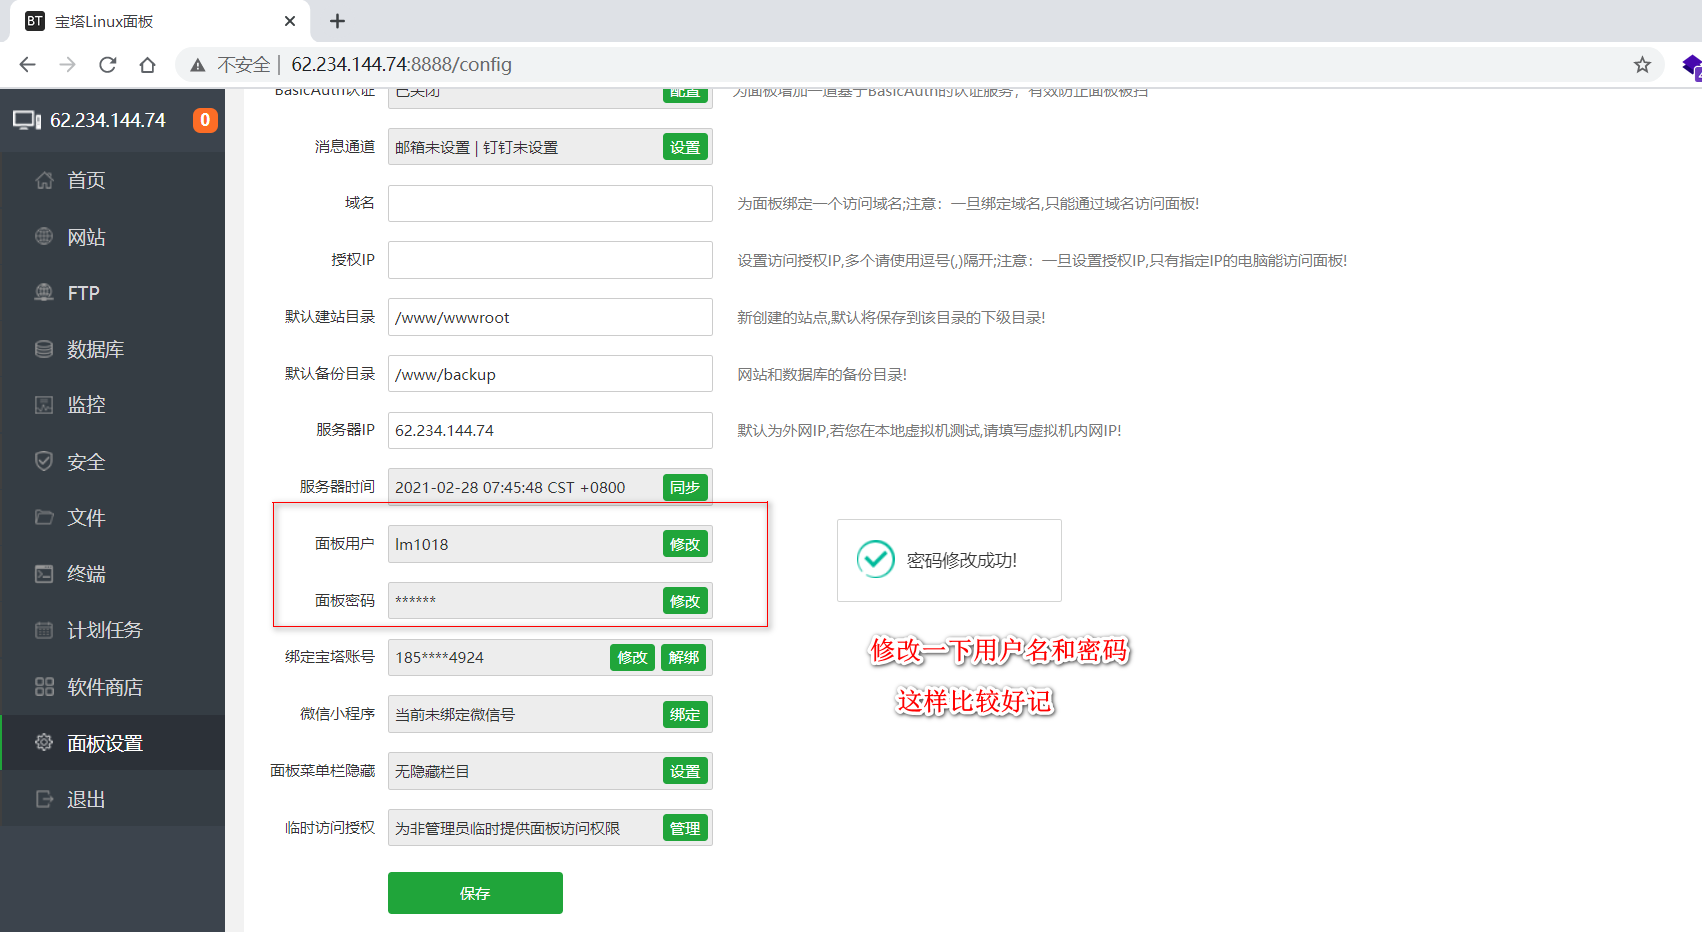 BT 宝塔Linux面板
不安全 | 62.234.144.74:8888/config
62.234.144.74 0
首页
网站
FTP
数据库
监控
安全
文件
终端
计划任务
软件商店
面板设置
退出
BasicAuth认证 已关闭 配置 为面板增加一道基于BasicAuth的认证服务，有效防止面板被扫
消息通道 邮箱未设置 | 钉钉未设置 设置
域名 为面板绑定一个访问域名;注意：一旦绑定域名,只能通过域名访问面板!
授权IP 设置访问授权IP,多个请使用逗号(,)隔开;注意：一旦设置授权IP,只有指定IP的电脑能访问面板!
默认建站目录 /www/wwwroot 新创建的站点,默认将保存到该目录的下级目录!
默认备份目录 /www/backup 网站和数据库的备份目录!
服务器IP 62.234.144.74 默认为外网IP,若您在本地虚拟机测试,请填写虚拟机内网IP!
服务器时间 2021-02-28 07:45:48 CST +0800 同步
面板用户 lm1018 修改
面板密码 ****** 修改
密码修改成功!
绑定宝塔账号 185****4924 修改 解绑
修改一下用户名和密码
这样比较好记
微信小程序 当前未绑定微信号 绑定
面板菜单栏隐藏 无隐藏栏目 设置
临时访问授权 为非管理员临时提供面板访问权限 管理
保存